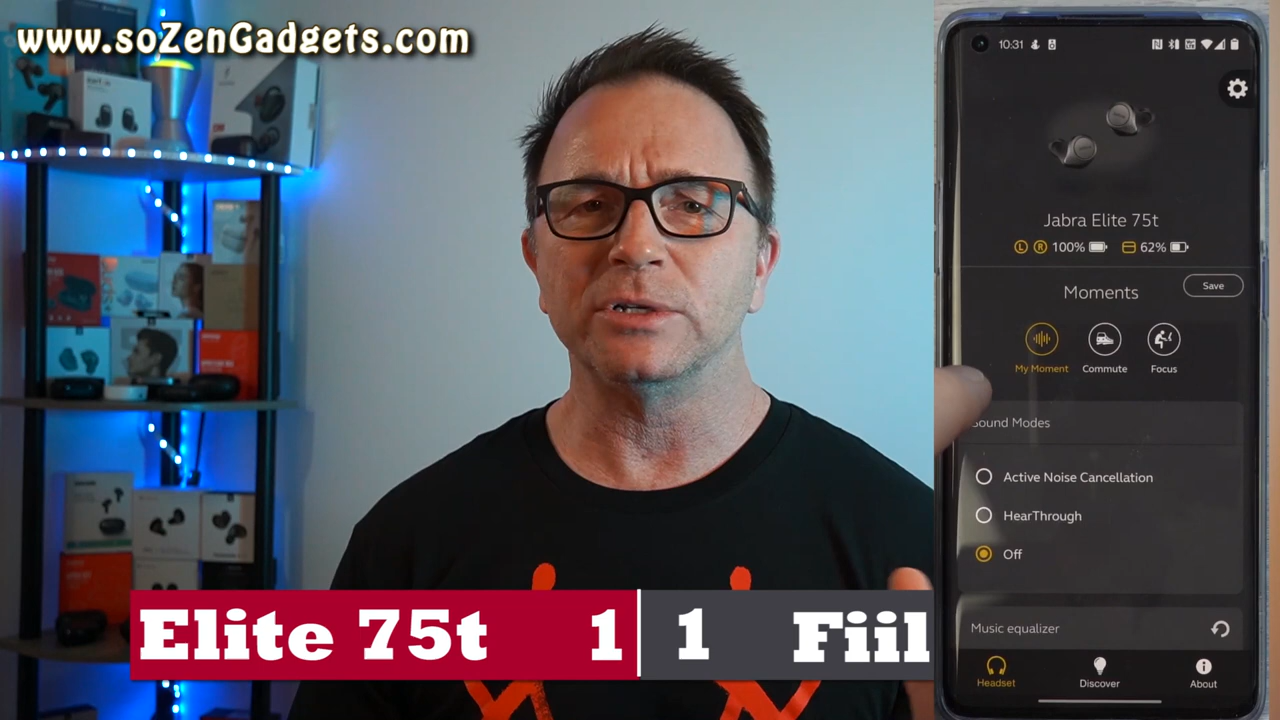 www.soZenGadgets.com
10:31
Jabra Elite 75t
L R 100% 62%
Moments
Save
My Moment
Commute
Focus
Sound Modes
Active Noise Cancellation
HearThrough
Off
Music equalizer
Headset
Discover
About
Elite 75t 1 1 Fiil